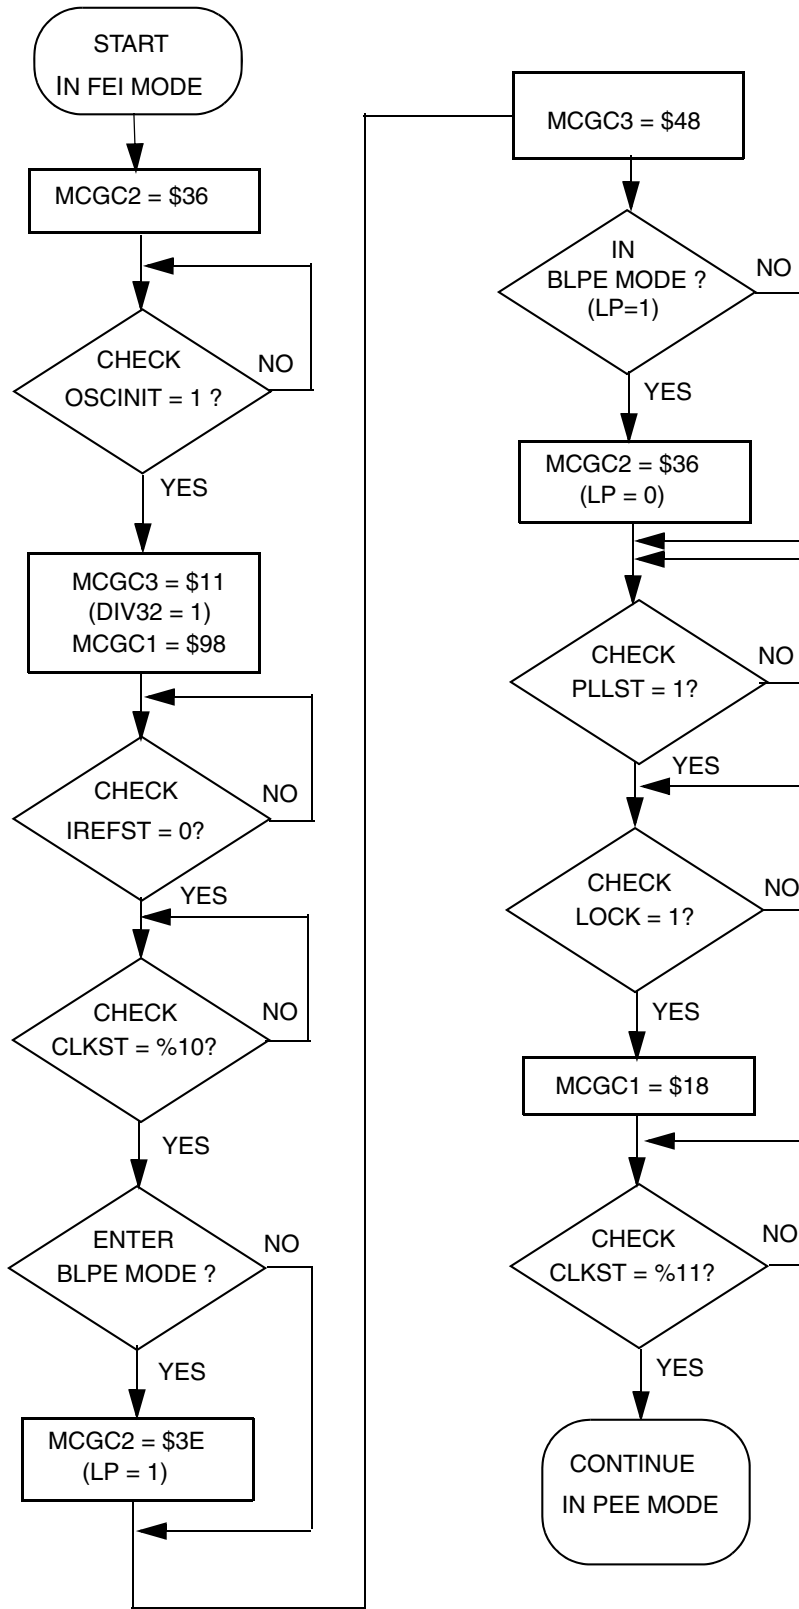 START
IN FEI MODE
MCGC2 = $36
CHECK
OSCINIT = 1 ?
NO
YES
MCGC3 = $11
(DIV32 = 1)
MCGC1 = $98
CHECK
IREFST = 0?
NO
YES
CHECK
CLKST = %10?
NO
YES
ENTER
BLPE MODE ?
NO
YES
MCGC2 = $3E
(LP = 1)
MCGC3 = $48
IN
BLPE MODE ?
(LP=1)
NO
YES
MCGC2 = $36
(LP = 0)
CHECK
PLLST = 1?
NO
YES
CHECK
LOCK = 1?
NO
YES
MCGC1 = $18
CHECK
CLKST = %11?
NO
YES
CONTINUE
IN PEE MODE